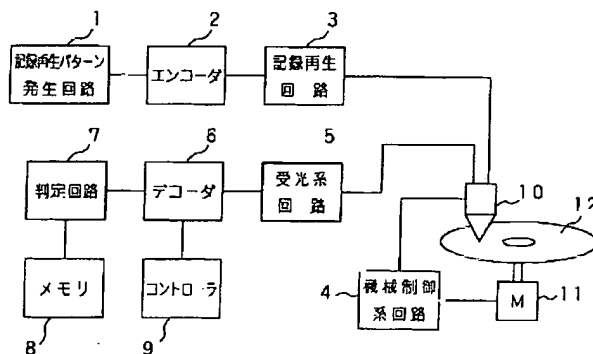 1
2
3
記録再生パターン
発生回路
エンコーダ
記録再生
回路
7
6
5
判定回路
デコーダ
受光系
回路
10
12
メモリ
コントローラ
4
機械制御
系回路
M
11
8
9